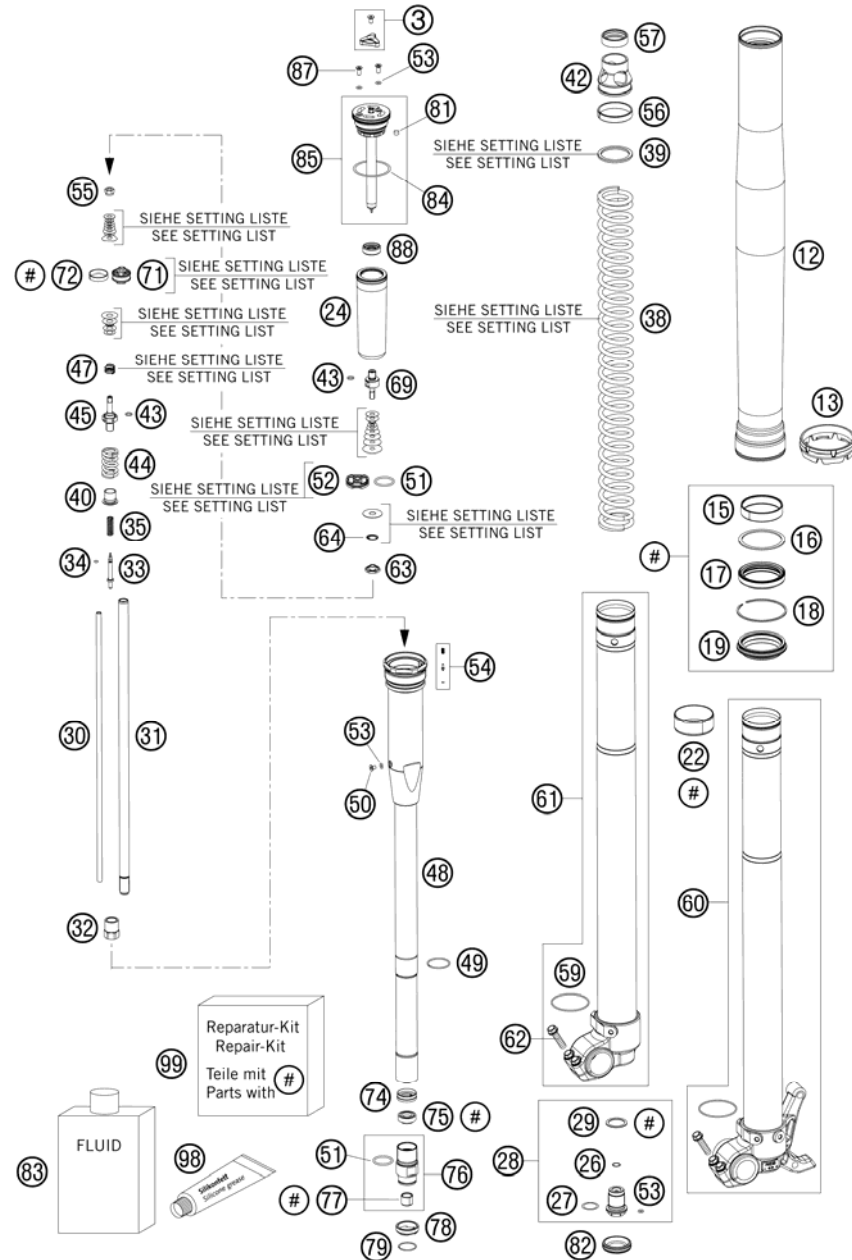 3
87
53
57
42
81
56
SIEHE SETTING LISTE
SEE SETTING LIST
39
85
84
55
SIEHE SETTING LISTE
SEE SETTING LIST
12
88
# 72 71
SIEHE SETTING LISTE
SEE SETTING LIST
24
SIEHE SETTING LISTE
SEE SETTING LIST
38
SIEHE SETTING LISTE
SEE SETTING LIST
47
SIEHE SETTING LISTE
SEE SETTING LIST
43
69
45
43
13
SIEHE SETTING LISTE
SEE SETTING LIST
44
40
SIEHE SETTING LISTE
SEE SETTING LIST
52
51
15
35
SIEHE SETTING LISTE
SEE SETTING LIST
64
16
#
34
33
63
17
18
19
54
30
31
53
50
22
#
61
48
60
32
49
59
62
Reparatur-Kit
Repair-Kit
Teile mit
Parts with #
99
74
75 #
29 #
28
26
FLUID
83
98
Silikonfett
Silicone grease
51
76
# 77
27
53
78
79
82